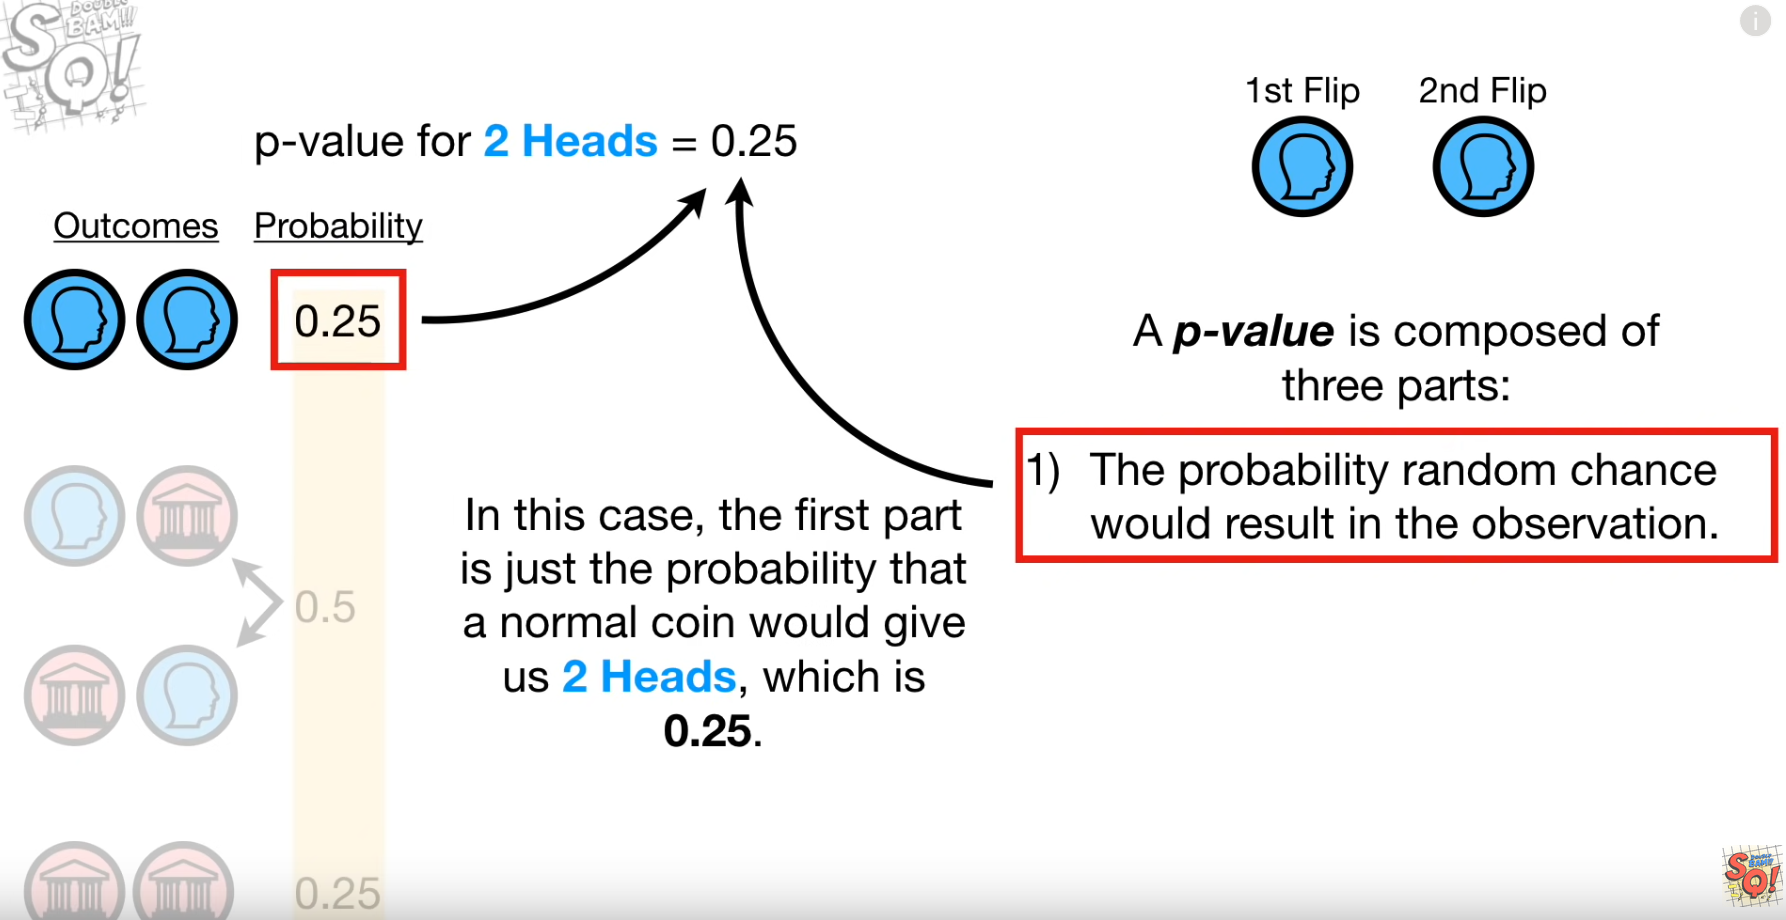 DOUBLE
BAM!!!
SQ!
i
1st Flip 2nd Flip
p-value for 2 Heads = 0.25
Outcomes Probability
0.25
0.5
0.25
In this case, the first part
is just the probability that
a normal coin would give
us 2 Heads, which is
0.25.
A p-value is composed of
three parts:
1) The probability random chance
would result in the observation.
DOUBLE
BAM!!!
SQ!